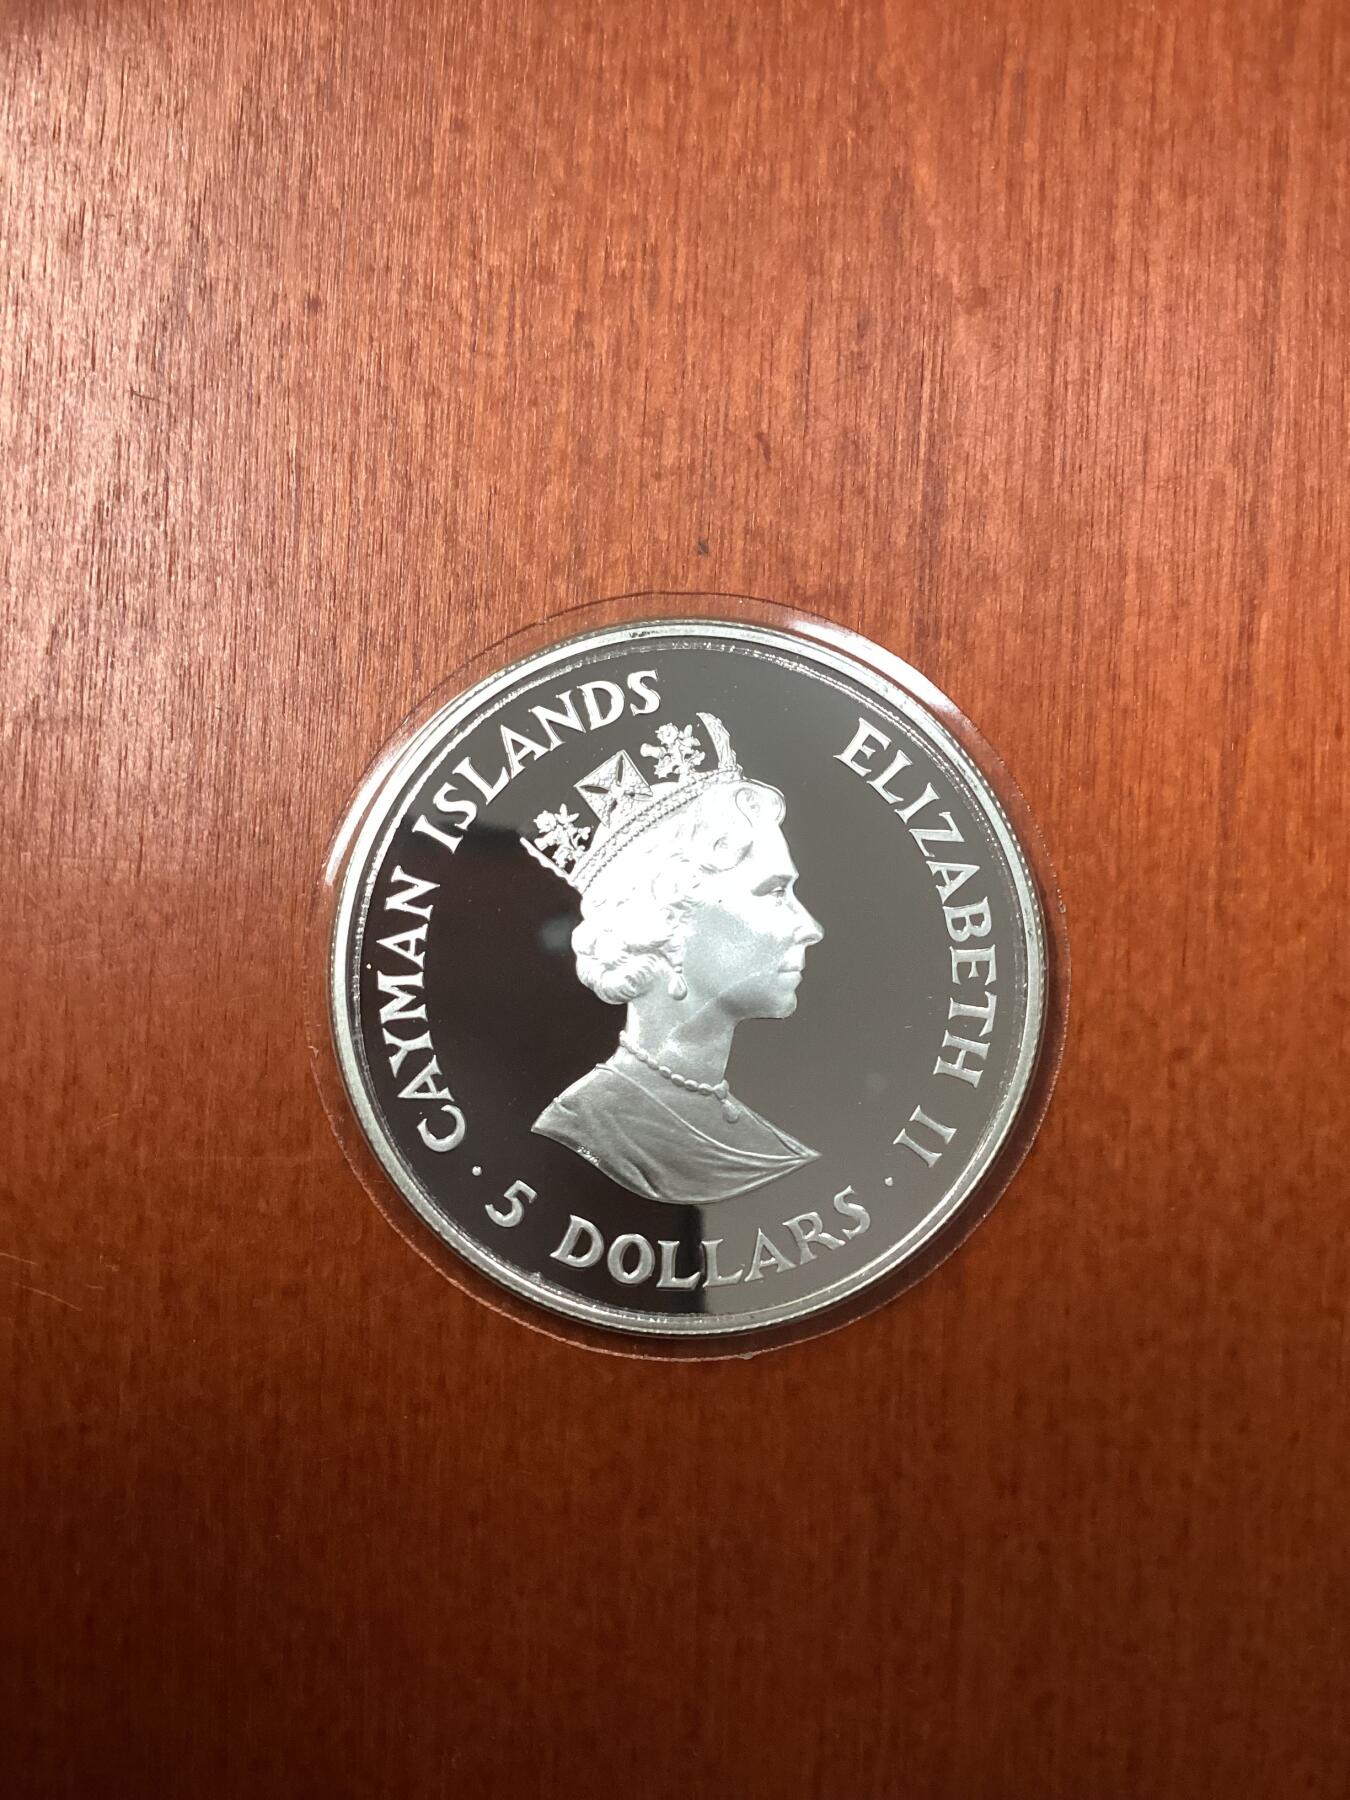 CAYMAN ISLANDS
ELIZABETH II
· 5 DOLLARS ·